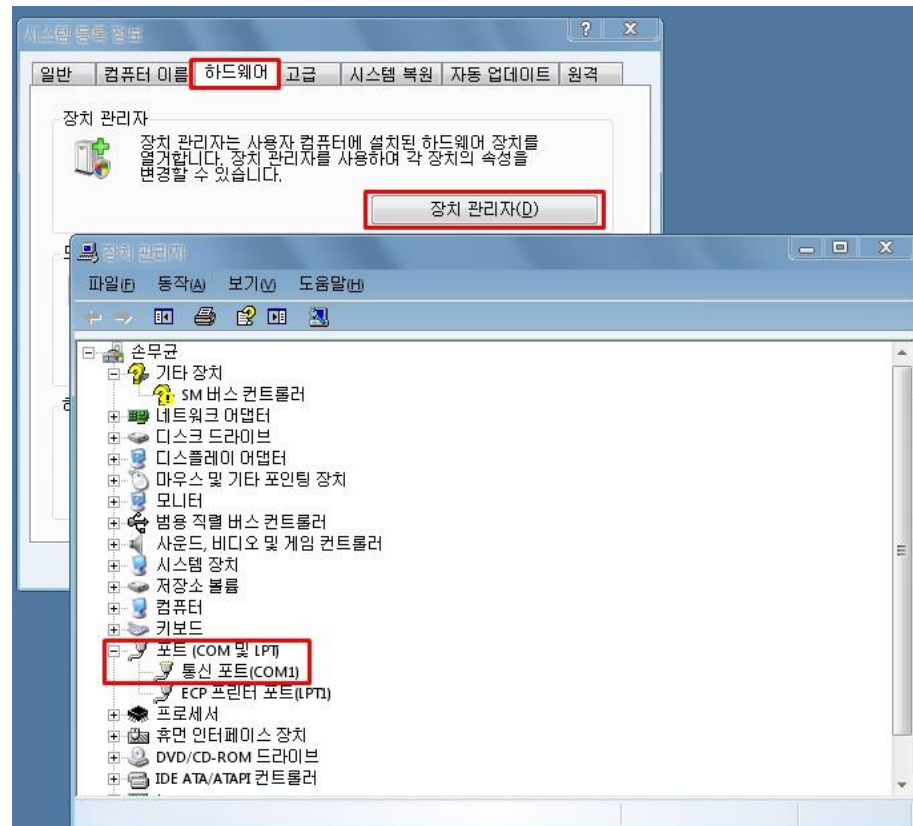 시스템 등록 정보
일반 컴퓨터 이름 하드웨어 고급 시스템 복원 자동 업데이트 원격
장치 관리자
장치 관리자는 사용자 컴퓨터에 설치된 하드웨어 장치를
열거합니다. 장치 관리자를 사용하여 각 장치의 속성을
변경할 수 있습니다.
장치 관리자(D)
장치 관리자
파일(F) 동작(A) 보기(V) 도움말(H)
손무균
기타 장치
SM 버스 컨트롤러
네트워크 어댑터
디스크 드라이브
디스플레이 어댑터
마우스 및 기타 포인팅 장치
모니터
범용 직렬 버스 컨트롤러
사운드, 비디오 및 게임 컨트롤러
시스템 장치
저장소 볼륨
컴퓨터
키보드
포트 (COM 및 LPT)
통신 포트(COM1)
ECP 프린터 포트(LPT1)
프로세서
휴먼 인터페이스 장치
DVD/CD-ROM 드라이브
IDE ATA/ATAPI 컨트롤러